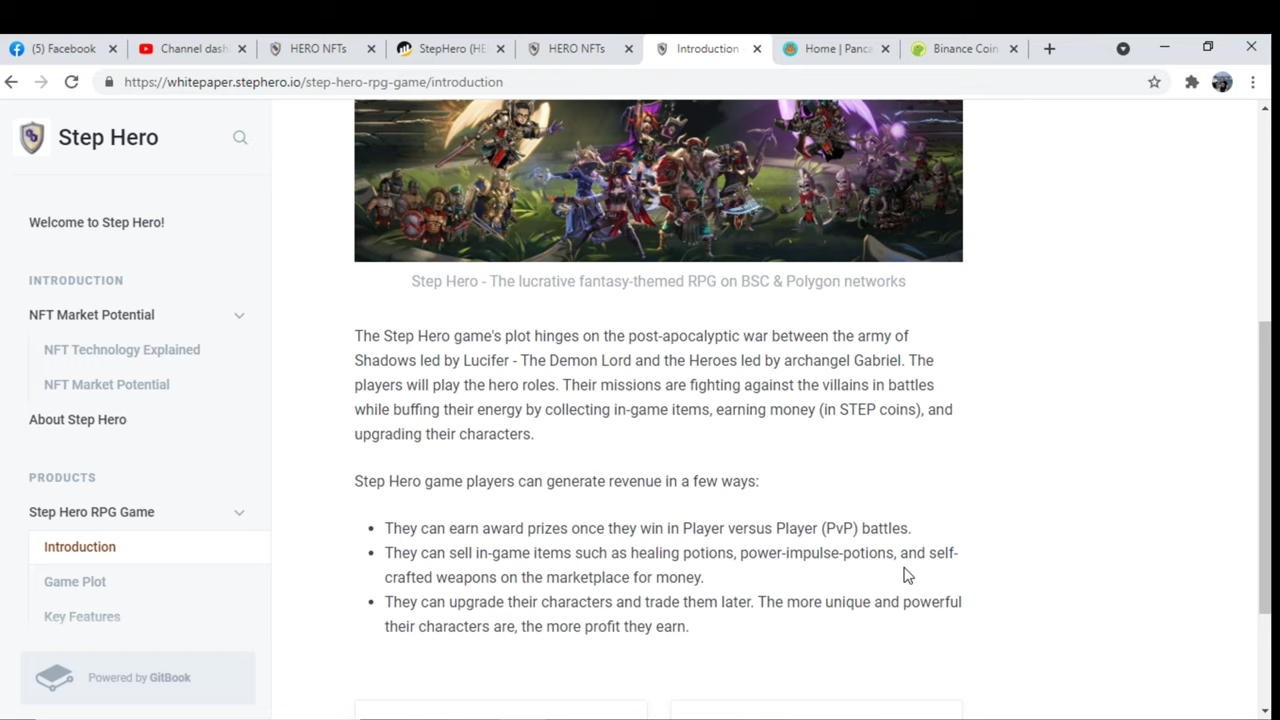 (5) Facebook
Channel dash
HERO NFTs
StepHero (HE
HERO NFTs
Introduction
Home | Panca
Binance Coin
https://whitepaper.stephero.io/step-hero-rpg-game/introduction
Step Hero
Welcome to Step Hero!
INTRODUCTION
NFT Market Potential
NFT Technology Explained
NFT Market Potential
About Step Hero
PRODUCTS
Step Hero RPG Game
Introduction
Game Plot
Key Features
Powered by GitBook
Step Hero - The lucrative fantasy-themed RPG on BSC & Polygon networks
The Step Hero game's plot hinges on the post-apocalyptic war between the army of
Shadows led by Lucifer - The Demon Lord and the Heroes led by archangel Gabriel. The
players will play the hero roles. Their missions are fighting against the villains in battles
while buffing their energy by collecting in-game items, earning money (in STEP coins), and
upgrading their characters.
Step Hero game players can generate revenue in a few ways:
• They can earn award prizes once they win in Player versus Player (PvP) battles.
• They can sell in-game items such as healing potions, power-impulse-potions, and self-
crafted weapons on the marketplace for money.
• They can upgrade their characters and trade them later. The more unique and powerful
their characters are, the more profit they earn.